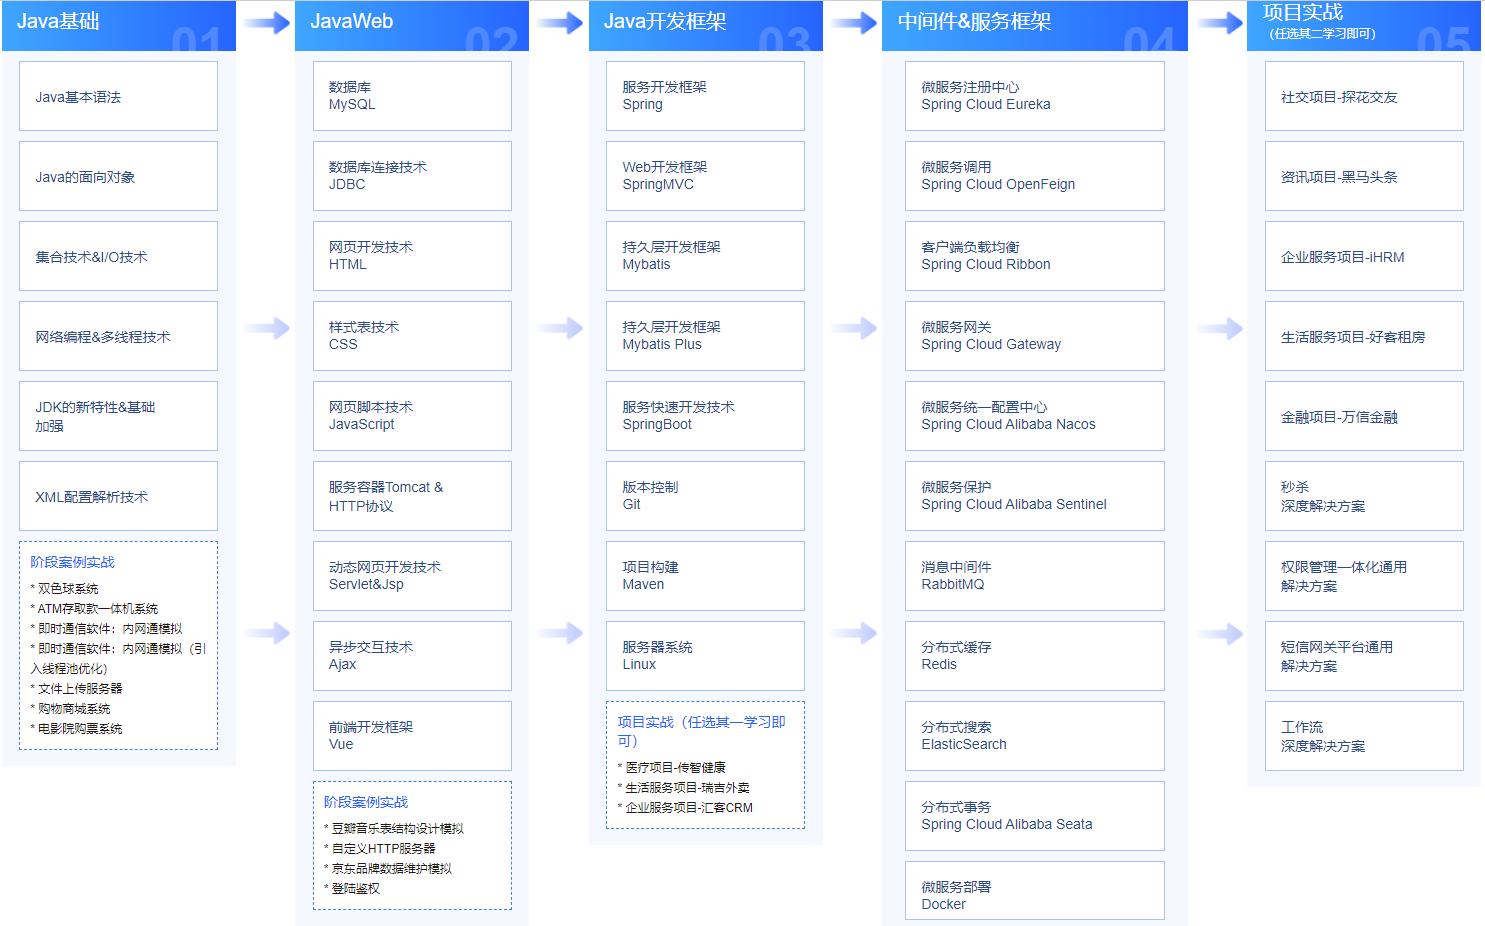 Java基础
01
Java基本语法
Java的面向对象
集合技术&I/O技术
网络编程&多线程技术
JDK的新特性&基础
加强
XML配置解析技术
阶段案例实战
* 双色球系统
* ATM存取款一体机系统
* 即时通信软件：内网通模拟
* 即时通信软件：内网通模拟（引
入线程池优化）
* 文件上传服务器
* 购物商城系统
* 电影院购票系统
JavaWeb
02
数据库
MySQL
数据库连接技术
JDBC
网页开发技术
HTML
样式表技术
CSS
网页脚本技术
JavaScript
服务容器Tomcat &
HTTP协议
动态网页开发技术
Servlet&Jsp
异步交互技术
Ajax
前端开发框架
Vue
阶段案例实战
* 豆瓣音乐表结构设计模拟
* 自定义HTTP服务器
* 京东品牌数据维护模拟
* 登陆鉴权
Java开发框架
03
服务开发框架
Spring
Web开发框架
SpringMVC
持久层开发框架
Mybatis
持久层开发框架
Mybatis Plus
服务快速开发技术
SpringBoot
版本控制
Git
项目构建
Maven
服务器系统
Linux
项目实战（任选其一学习即
可）
* 医疗项目-传智健康
* 生活服务项目-瑞吉外卖
* 企业服务项目-汇客CRM
中间件&服务框架
04
微服务注册中心
Spring Cloud Eureka
微服务调用
Spring Cloud OpenFeign
客户端负载均衡
Spring Cloud Ribbon
微服务网关
Spring Cloud Gateway
微服务统一配置中心
Spring Cloud Alibaba Nacos
微服务保护
Spring Cloud Alibaba Sentinel
消息中间件
RabbitMQ
分布式缓存
Redis
分布式搜索
ElasticSearch
分布式事务
Spring Cloud Alibaba Seata
微服务部署
Docker
项目实战
（任选其二学习即可）
05
社交项目-探花交友
资讯项目-黑马头条
企业服务项目-iHRM
生活服务项目-好客租房
金融项目-万信金融
秒杀
深度解决方案
权限管理一体化通用
解决方案
短信网关平台通用
解决方案
工作流
深度解决方案